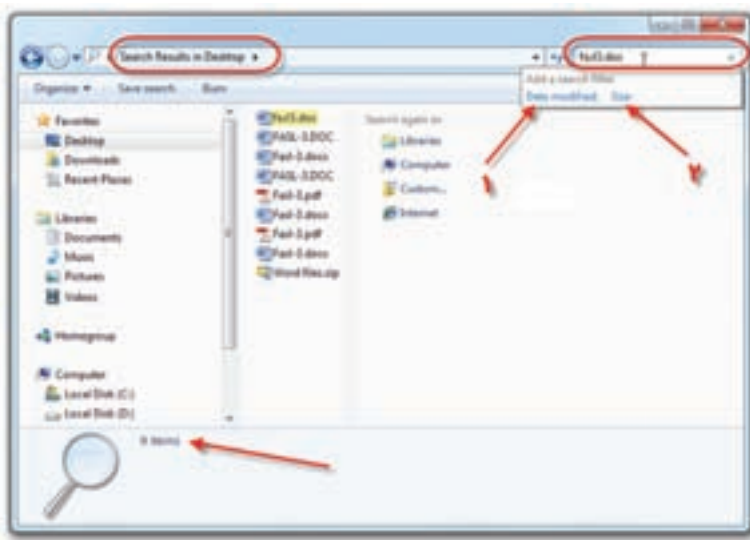 Search Results in Desktop
fasl3.doc
Organize Save search Burn
Add a search filter
Date modified: Size:
Favorites
Desktop
Downloads
Recent Places
Libraries
Documents
Music
Pictures
Videos
Homegroup
Computer
Local Disk (C:)
Local Disk (D:)
fasl3.doc
FASL-3.DOC
Fasl-3.docx
FASL-3.DOC
Fasl-3.pdf
Fasl-3.docx
Fasl-3.pdf
Fasl-3.docx
Word files.zip
Search again in:
Libraries
Computer
Custom...
Internet
۱
۲
9 items